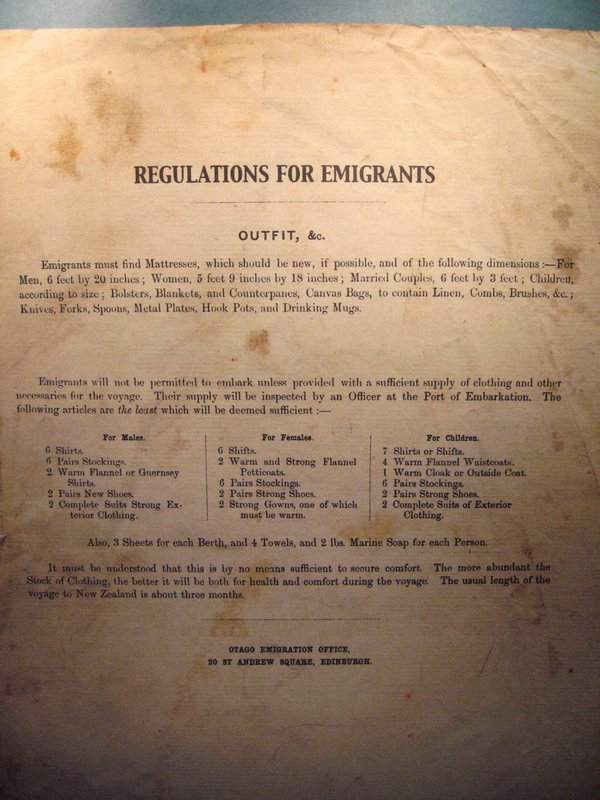 REGULATIONS FOR EMIGRANTS
OUTFIT, &c.
Emigrants must find Mattresses, which should be new, if possible, and of the following dimensions :—For
Men, 6 feet by 20 inches ; Women, 5 feet 9 inches by 18 inches ; Married Couples, 6 feet by 3 feet ; Children,
according to size ; Bolsters, Blankets, and Counterpanes, Canvas Bags, to contain Linen, Combs, Brushes, &c. ;
Knives, Forks, Spoons, Metal Plates, Hook Pots, and Drinking Mugs.
Emigrants will not be permitted to embark unless provided with a sufficient supply of clothing and other
necessaries for the voyage. Their supply will be inspected by an Officer at the Port of Embarkation. The
following articles are the least which will be deemed sufficient :—
For Males.
6 Shirts.
6 Pairs Stockings.
2 Warm Flannel or Guernsey
Shirts.
2 Pairs New Shoes.
2 Complete Suits Strong Ex-
terior Clothing.
For Females.
6 Shifts.
2 Warm and Strong Flannel
Petticoats.
6 Pairs Stockings.
2 Pairs Strong Shoes.
2 Strong Gowns, one of which
must be warm.
For Children.
7 Shirts or Shifts.
4 Warm Flannel Waistcoats.
1 Warm Cloak or Outside Coat.
6 Pairs Stockings.
2 Pairs Strong Shoes.
2 Complete Suits of Exterior
Clothing.
Also, 3 Sheets for each Berth, and 4 Towels, and 2 lbs. Marine Soap for each Person.
It must be understood that this is by no means sufficient to secure comfort. The more abundant the
Stock of Clothing, the better it will be both for health and comfort during the voyage. The usual length of the
voyage to New Zealand is about three months.
OTAGO EMIGRATION OFFICE,
20 ST ANDREW SQUARE, EDINBURGH.